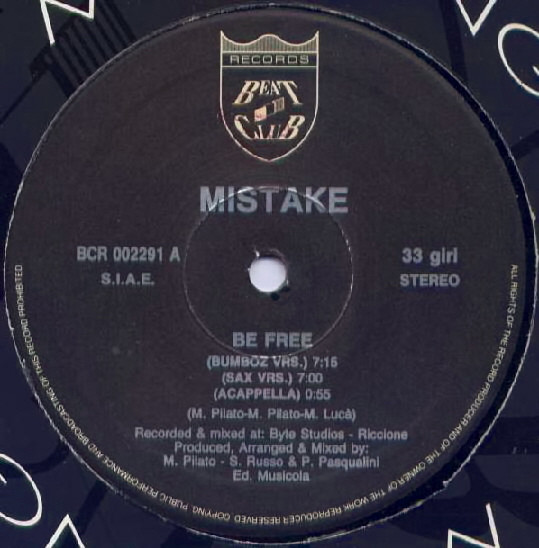 RECORDS
BEAT
CLUB
MISTAKE
BCR 002291 A
33 giri
S.I.A.E.
STEREO
BE FREE
(BUMBOZ VRS.) 7:15
(SAX VRS.) 7:00
(ACAPPELLA) 0:55
(M. Pilato-M. Pilato-M. Lucà)
Recorded & mixed at: Byte Studios - Riccione
Produced, Arranged & Mixed by:
M. Pilato - S. Russo & P. Pasqualini
Ed. Musicola
ALL RIGHTS OF THE RECORD PRODUCER AND OF THE OWNER OF THE WORK REPRODUCER RESERVED. COPYING, PUBLIC PERFORMANCE AND BROADCASTING OF THIS RECORD PROHIBITED